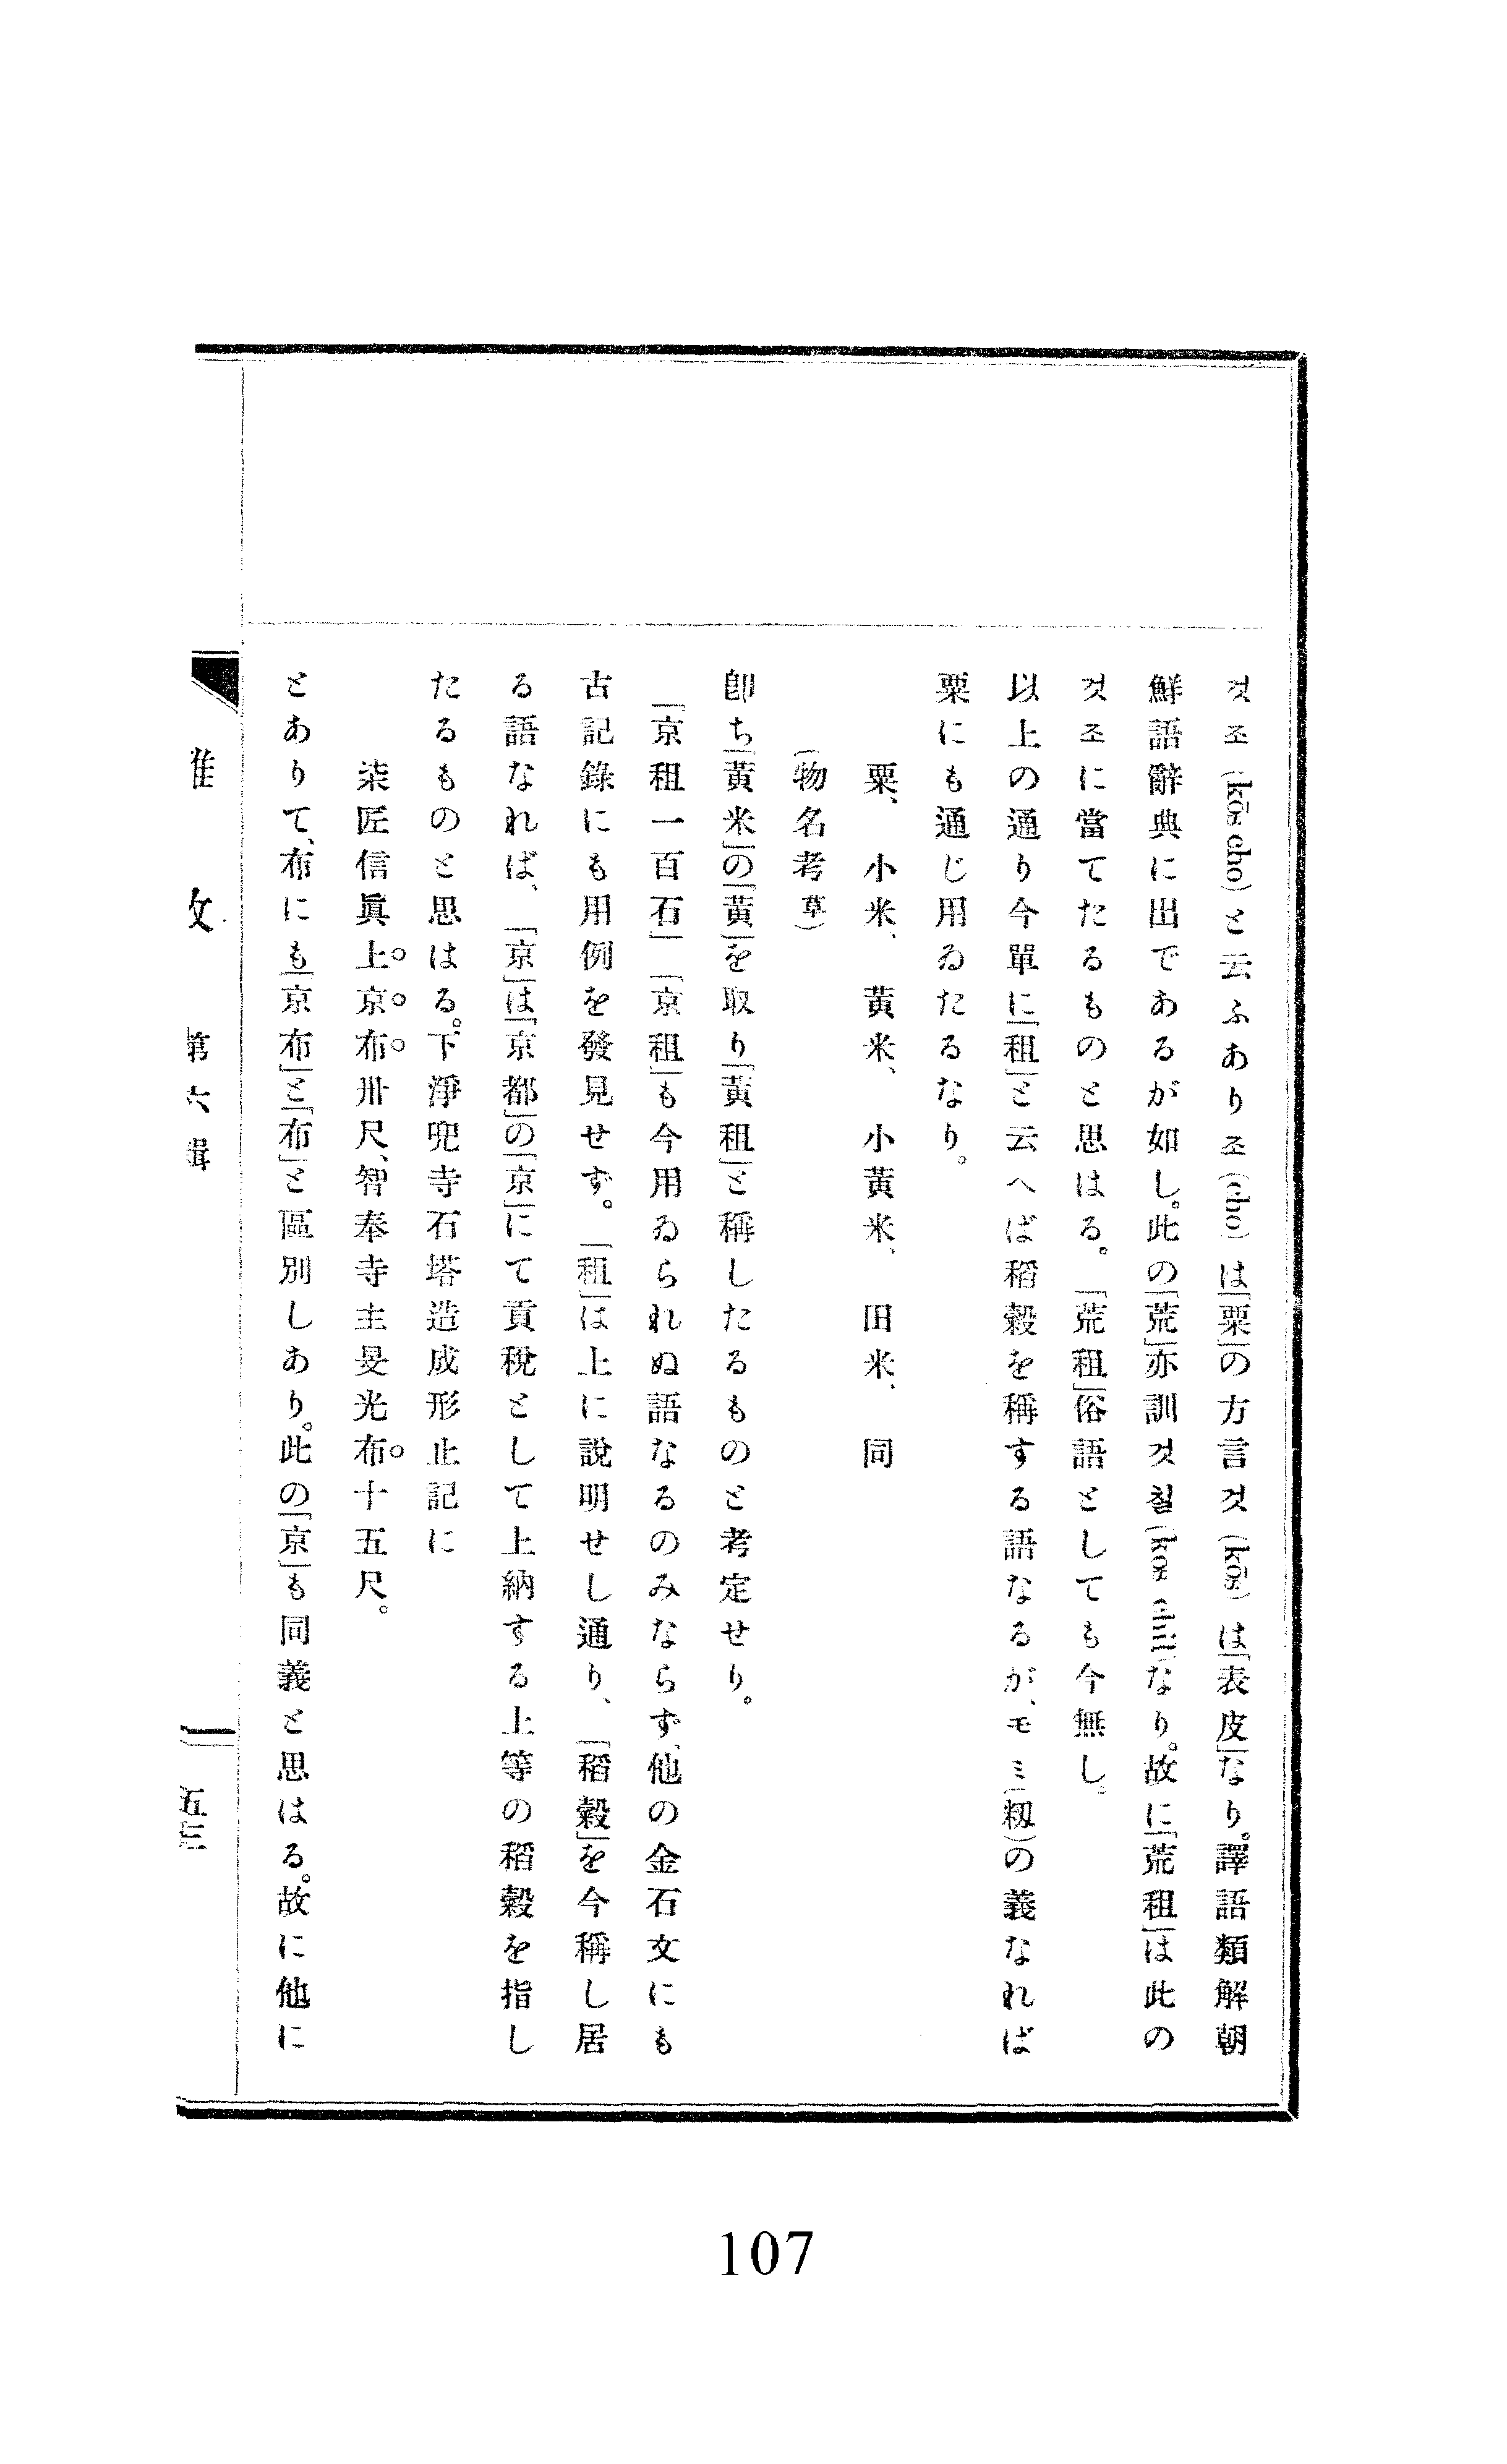 것조(kŏs cho)と云ふあり조(cho)は「粟」の方言것(kŏs)は「表皮」なり。譯語類解朝
鮮語辭典に出であるが如し。此の「荒」亦訓것칠(kŏs chil)なり。故に「荒租」は此の
것조に當てたるものと思はる。「荒租」俗語としても今無し。
以上の通り今單に「租」と云へば稻穀を稱する語なるが、モミ(籾)の義なれば
粟にも通じ用ゐたるなり。
粟、小米、黃米、小黃米、田米、同
(物名考草)
卽ち「黃米」の「黃」を取り「黃租」と稱したるものと考定せり。
「京租一百石」「京租」も今用ゐられぬ語なるのみならず、他の金石文にも
古記錄にも用例を發見せず。「租」は上に說明せし通り、「稻穀」を今稱し居
る語なれば、「京」は「京都」の「京」にて貢稅として上納する上等の稻穀を指し
たるものと思はる。下淨兜寺石塔造成形止記に
柒匠信眞上京布卅尺、智奉寺主旻光布十五尺。
とありて、布にも「京布」と「布」と區別しあり。此の「京」も同義と思はる。故に他に
第六輯
一五三
107